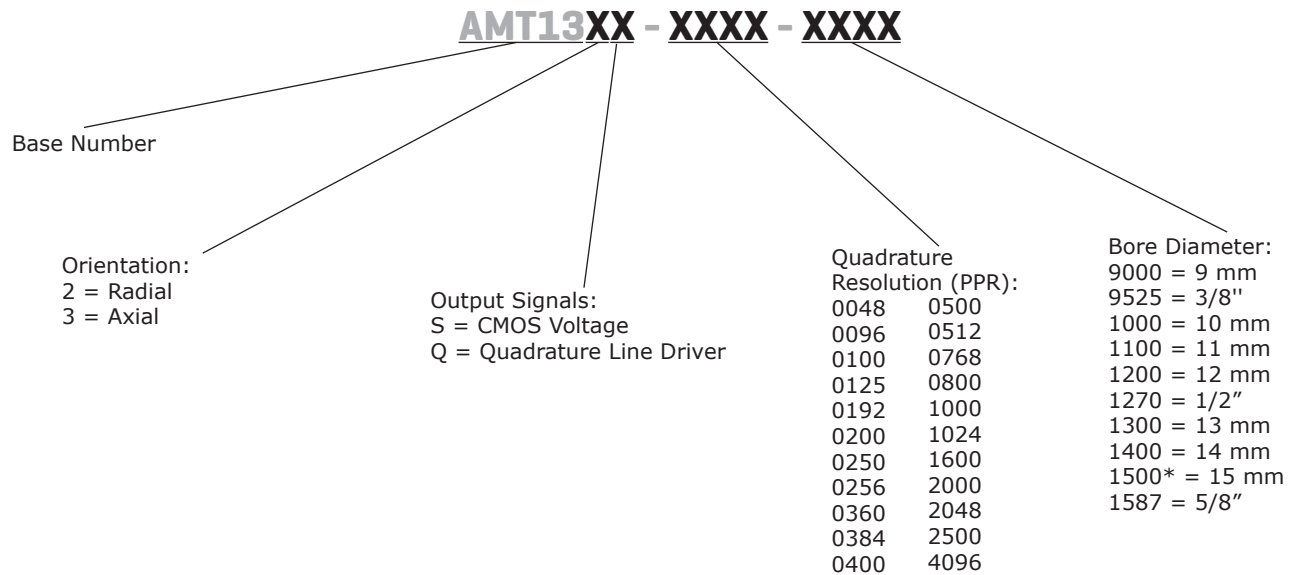 AMT13XX - XXXX - XXXX
Base Number
Orientation:
2 = Radial
3 = Axial
Output Signals:
S = CMOS Voltage
Q = Quadrature Line Driver
Quadrature
Resolution (PPR):
0048 0500
0096 0512
0100 0768
0125 0800
0192 1000
0200 1024
0250 1600
0256 2000
0360 2048
0384 2500
0400 4096
Bore Diameter:
9000 = 9 mm
9525 = 3/8''
1000 = 10 mm
1100 = 11 mm
1200 = 12 mm
1270 = 1/2″
1300 = 13 mm
1400 = 14 mm
1500* = 15 mm
1587 = 5/8″